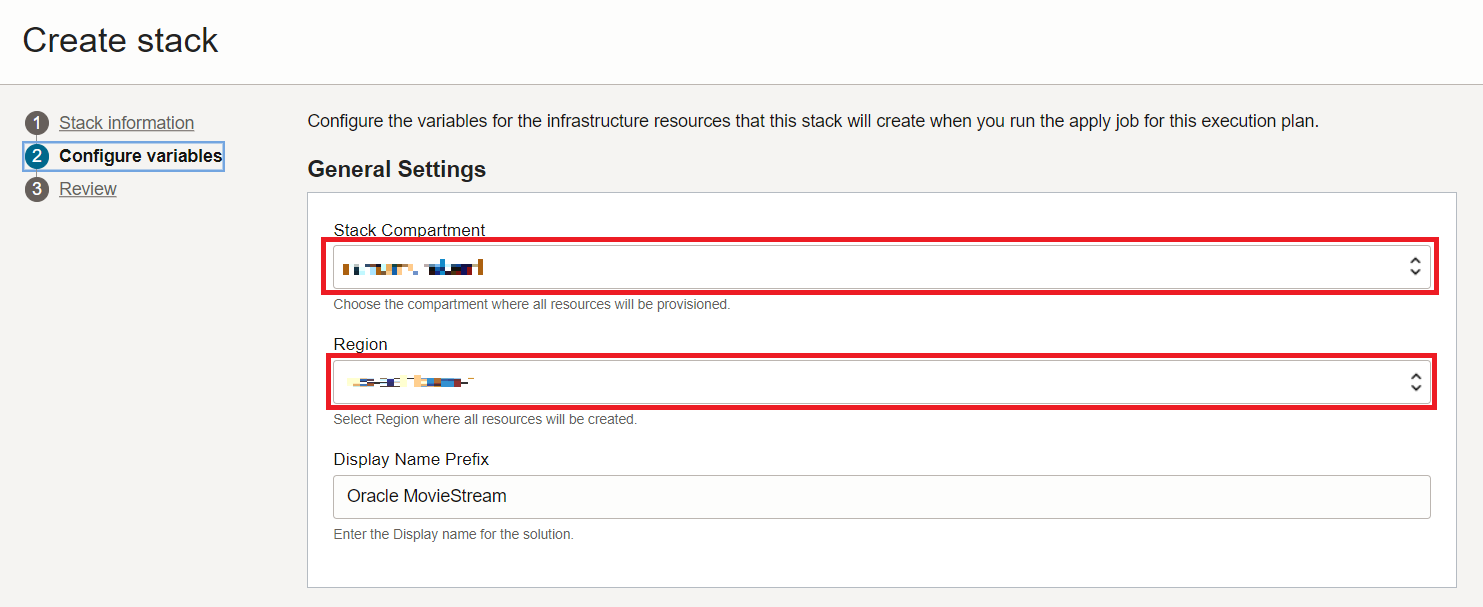 Create stack
1 Stack information
2 Configure variables
3 Review
Configure the variables for the infrastructure resources that this stack will create when you run the apply job for this execution plan.
General Settings
Stack Compartment
Choose the compartment where all resources will be provisioned.
Region
Select Region where all resources will be created.
Display Name Prefix
Oracle MovieStream
Enter the Display name for the solution.